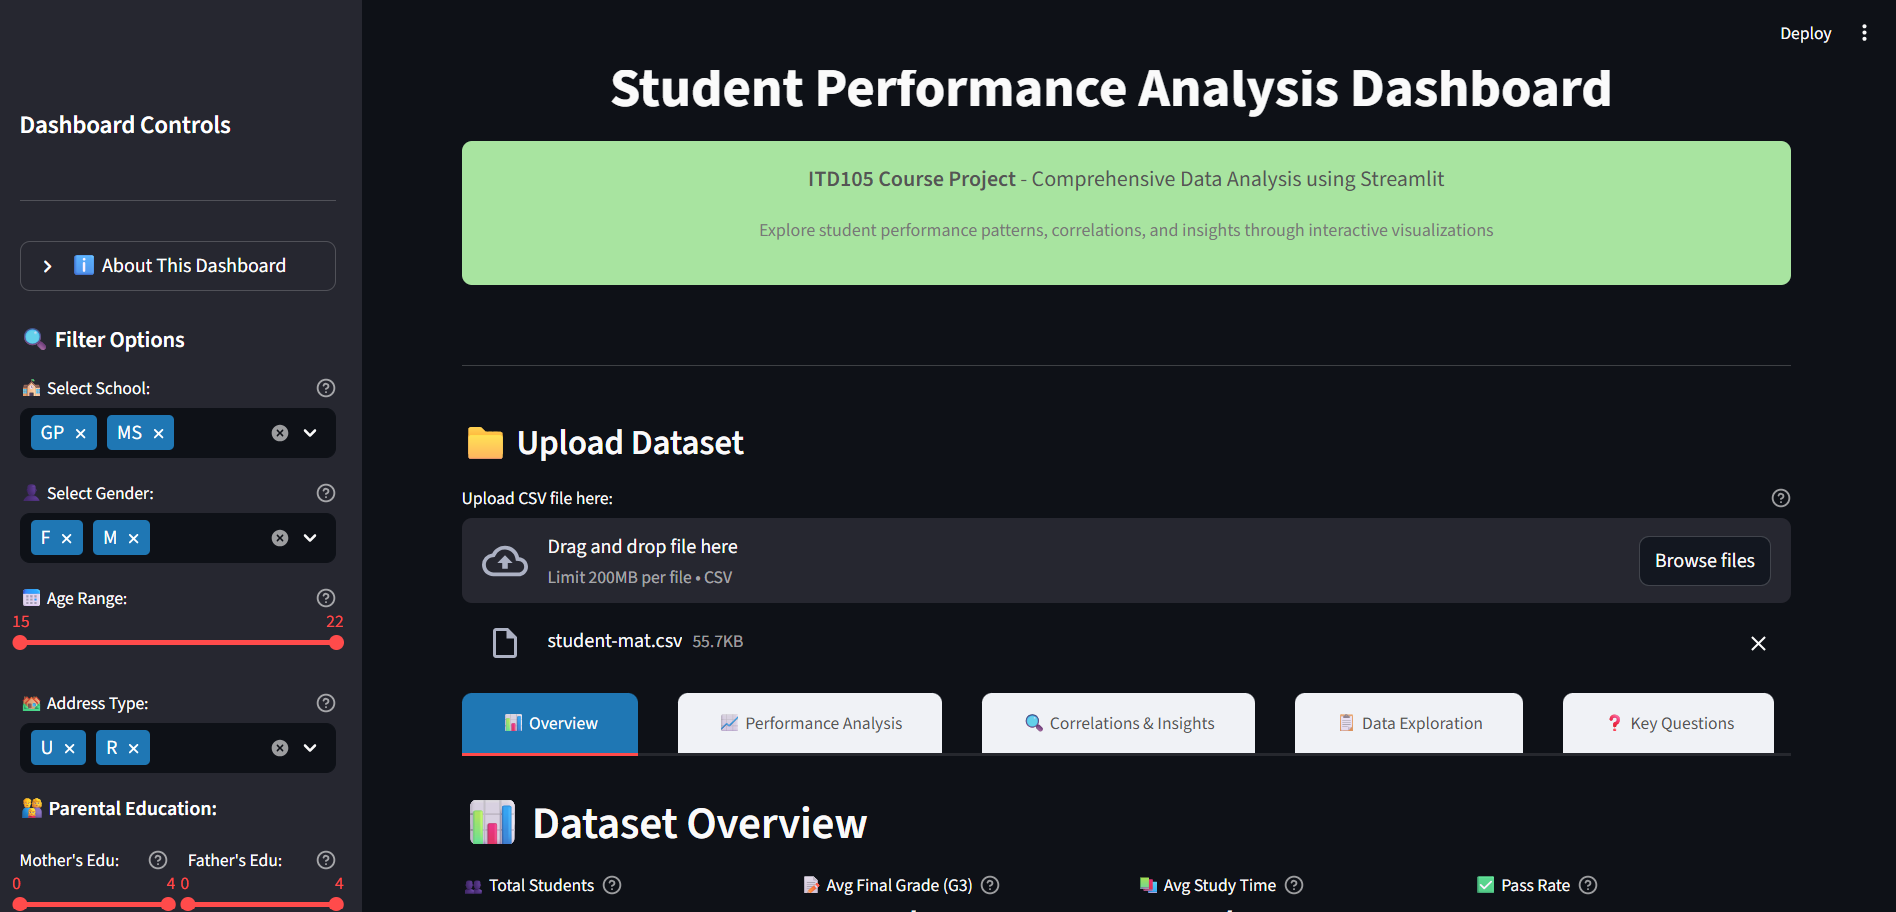 Deploy
Student Performance Analysis Dashboard
ITD105 Course Project - Comprehensive Data Analysis using Streamlit
Explore student performance patterns, correlations, and insights through interactive visualizations
Dashboard Controls
About This Dashboard
Filter Options
Select School:
GP MS
Select Gender:
F M
Age Range:
15 22
Address Type:
U R
Parental Education:
Mother's Edu: Father's Edu:
0 4 0 4
Upload Dataset
Upload CSV file here:
Drag and drop file here
Limit 200MB per file • CSV
Browse files
student-mat.csv 55.7KB
Overview Performance Analysis Correlations & Insights Data Exploration Key Questions
Dataset Overview
Total Students Avg Final Grade (G3) Avg Study Time Pass Rate